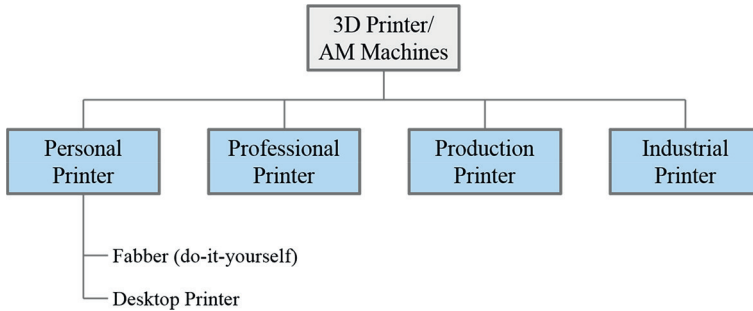 3D Printer/
AM Machines
Personal
Printer
Professional
Printer
Production
Printer
Industrial
Printer
Fabber (do-it-yourself)
Desktop Printer